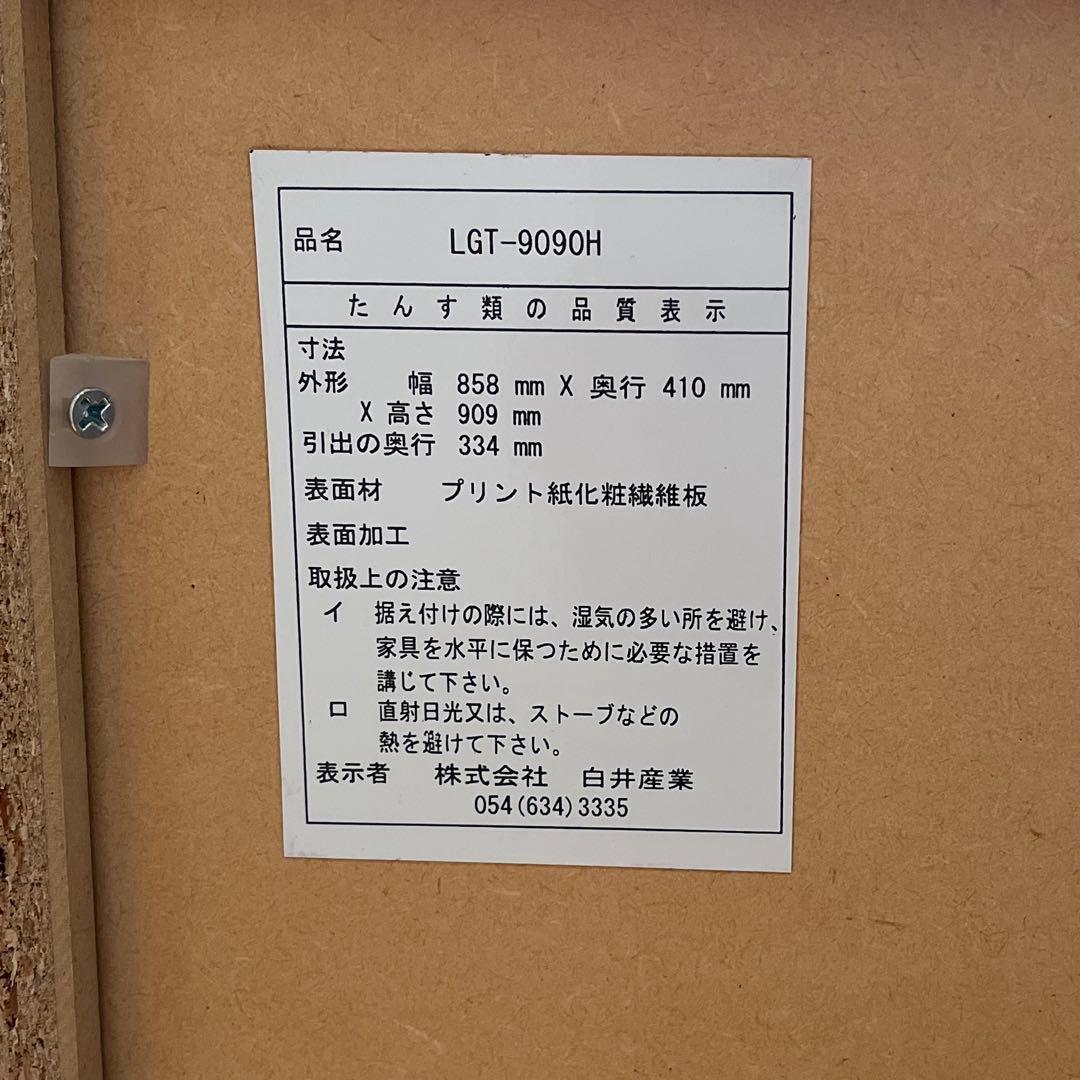 品名 LGT-9090H
たんす類の品質表示
寸法
外形 幅 858 mm X 奥行 410 mm
X 高さ 909 mm
引出の奥行 334 mm
表面材 プリント紙化粧繊維板
表面加工
取扱上の注意
イ 据え付けの際には、湿気の多い所を避け、
家具を水平に保つために必要な措置を
講じて下さい。
ロ 直射日光又は、ストーブなどの
熱を避けて下さい。
表示者 株式会社 白井産業
054(634)3335